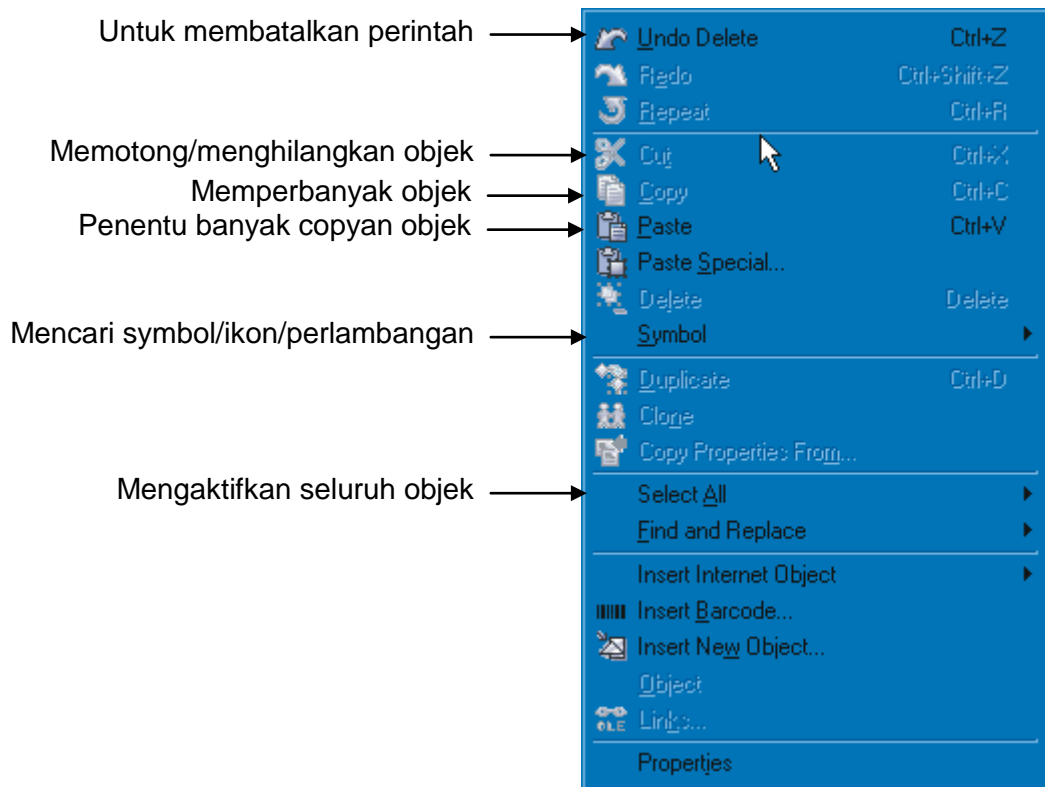 Untuk membatalkan perintah Undo Delete Ctrl+Z
Redo Ctrl+Shift+Z
Repeat Ctrl+R
Memotong/menghilangkan objek Cut Ctrl+X
Memperbanyak objek Copy Ctrl+C
Penentu banyak copyan objek Paste Ctrl+V
Paste Special...
Delete Delete
Mencari symbol/ikon/perlambangan Symbol
Duplicate Ctrl+D
Clone
Copy Properties From...
Mengaktifkan seluruh objek Select All
Find and Replace
Insert Internet Object
Insert Barcode...
Insert New Object...
Object
OLE Links...
Properties